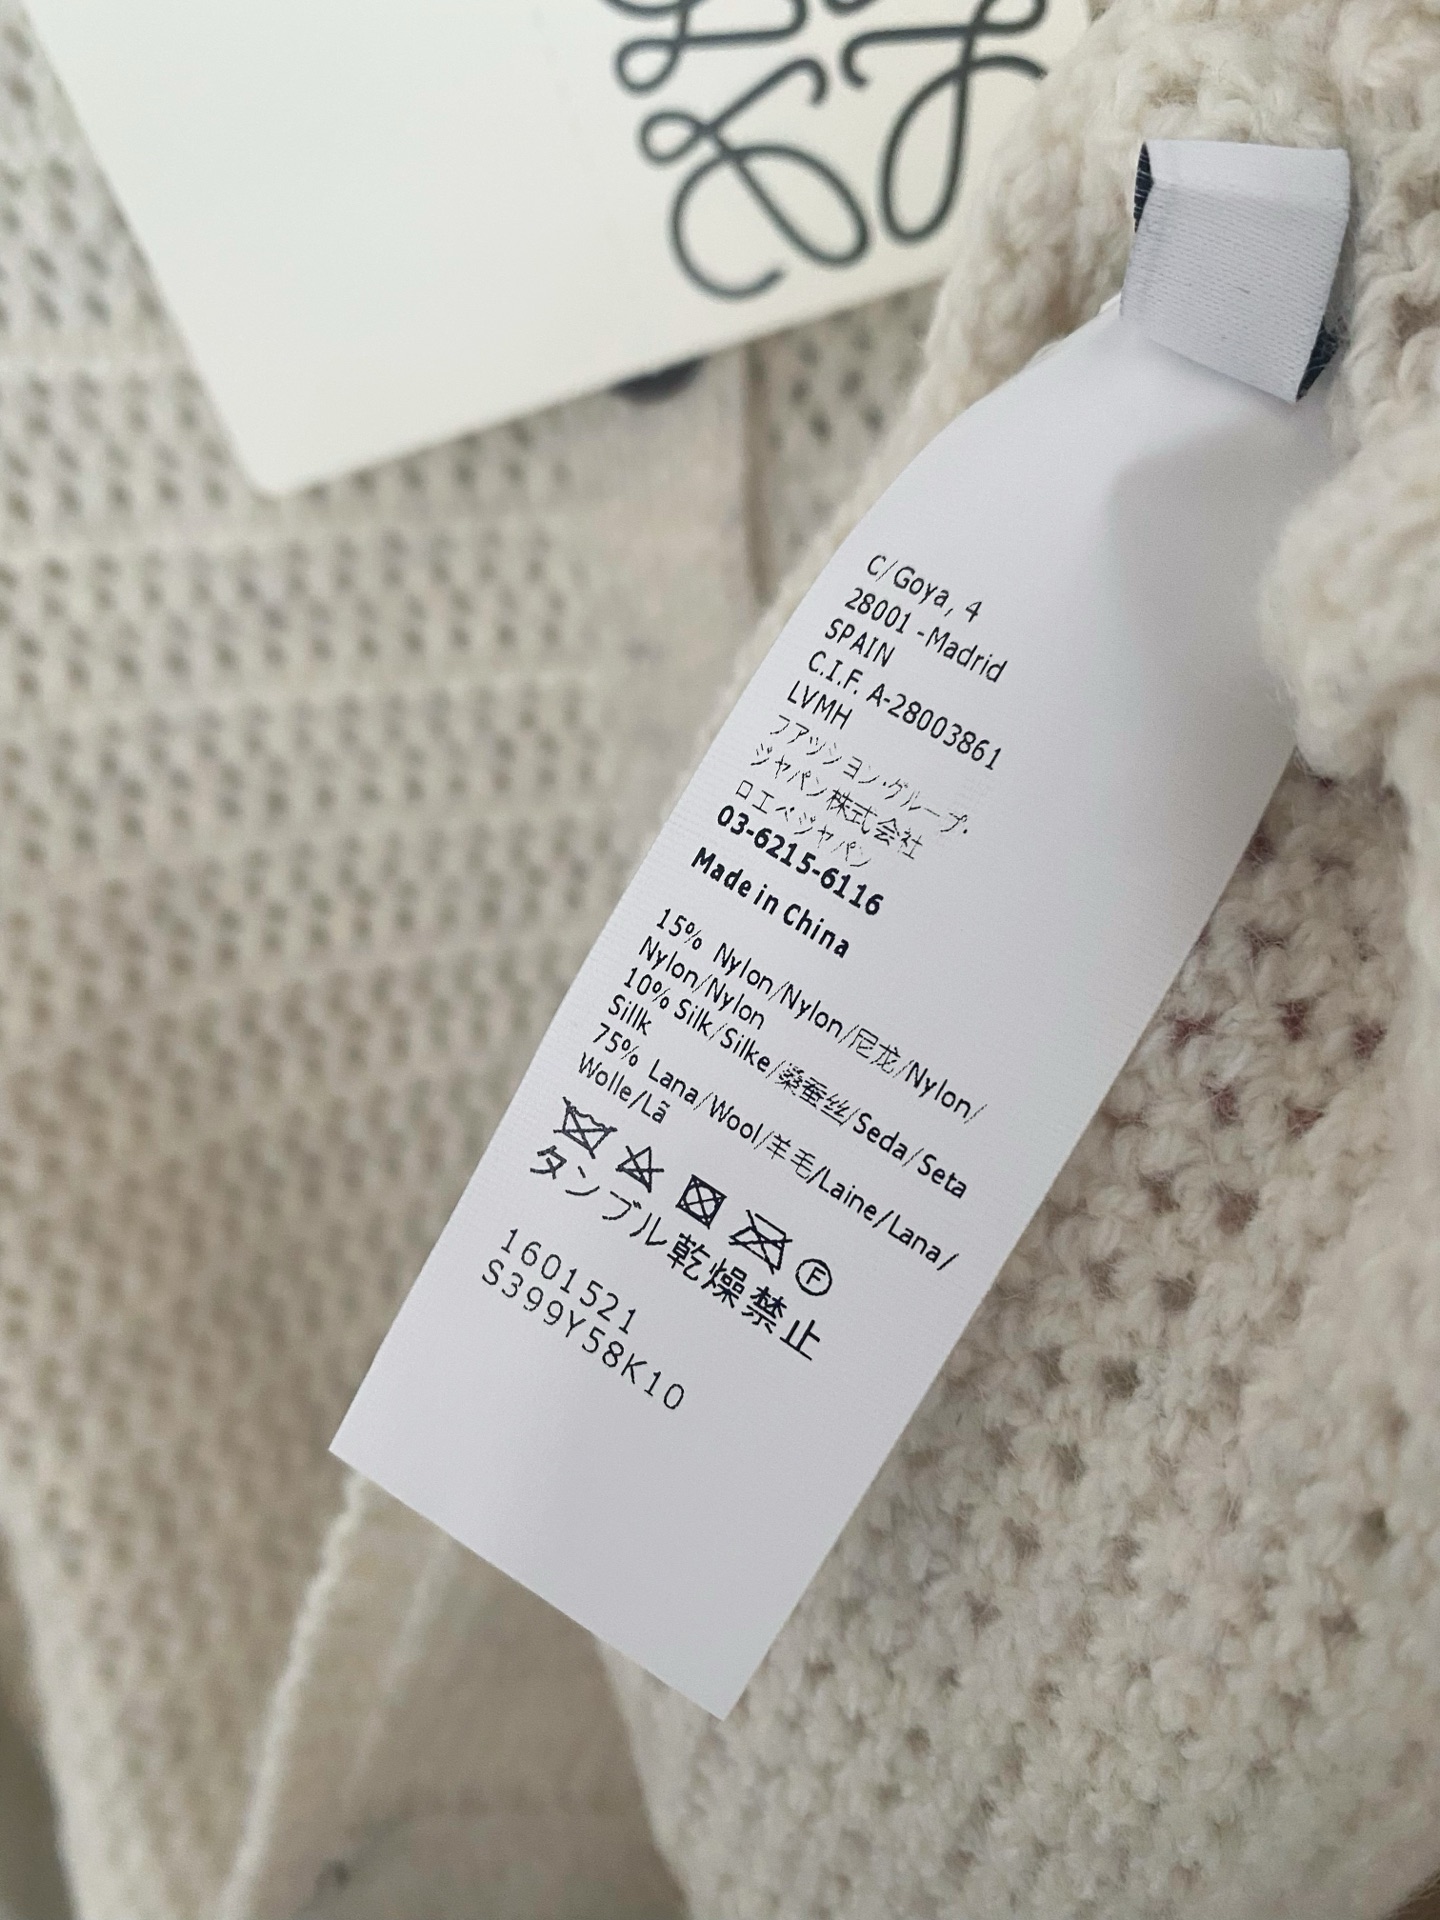 C/Goya, 4
28001 -Madrid
SPAIN
C.I.F. A-28003861
LVMH
ファッション・グループ・
ジャパン株式会社
ロエベジャパン
03-6215-6116
Made in China
15% Nylon/Nylon/尼龙/Nylon/
Nylon/Nylon
10% Silk/Silke/桑蚕丝/Seda/Seta
Sillk
75% Lana/Wool/羊毛/Laine/Lana/
Wolle/Lã
F
タンブル乾燥禁止
1601521
S399Y58K10